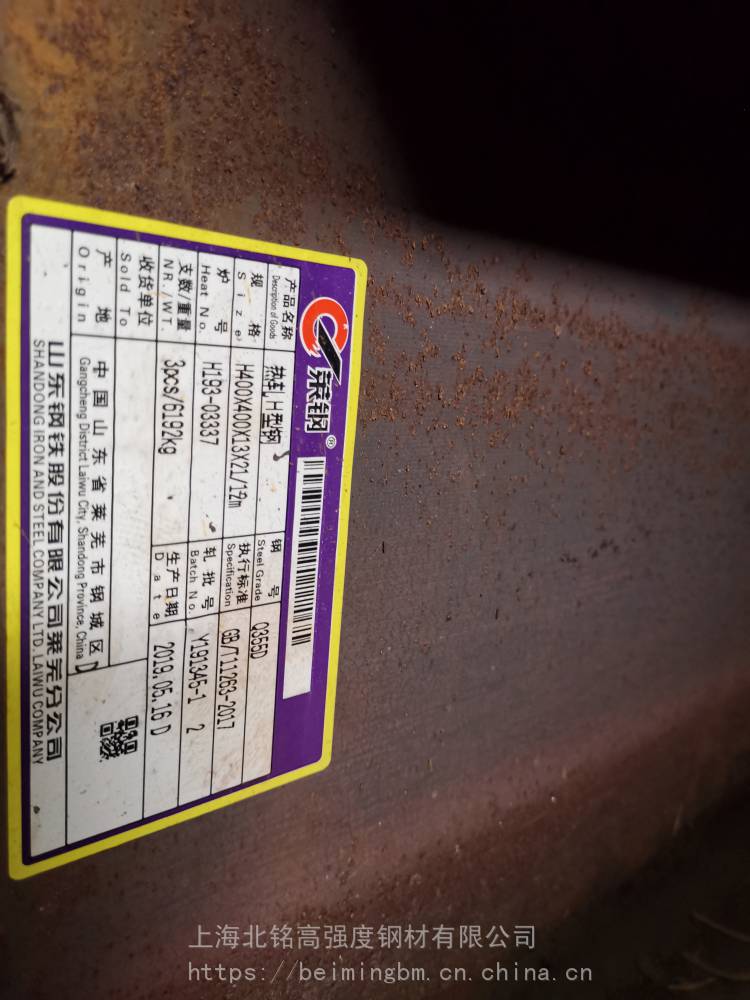 莱钢®
产品名称 热轧H型钢 钢号 Q355D
Description of Goods Steel Grade
规格 H400X400X13X21/12m 执行标准 GB/T11263-2017
Size Specification
炉号 H193-03337 轧批号 Y191345-1 2
Heat No. Batch No.
支数/重量 3pcs/6192kg 生产日期 2019.05.16 D
NR./WT. Date
收货单位
Sold To
产地 中国山东省莱芜市钢城区 D
Origin Gangcheng District Laiwu City, Shandong Province, China
山东钢铁股份有限公司莱芜分公司
SHANDONG IRON AND STEEL COMPANY LTD. LAIWU COMPANY
上海北铭高强度钢材有限公司
https://beimingbm.cn.china.cn